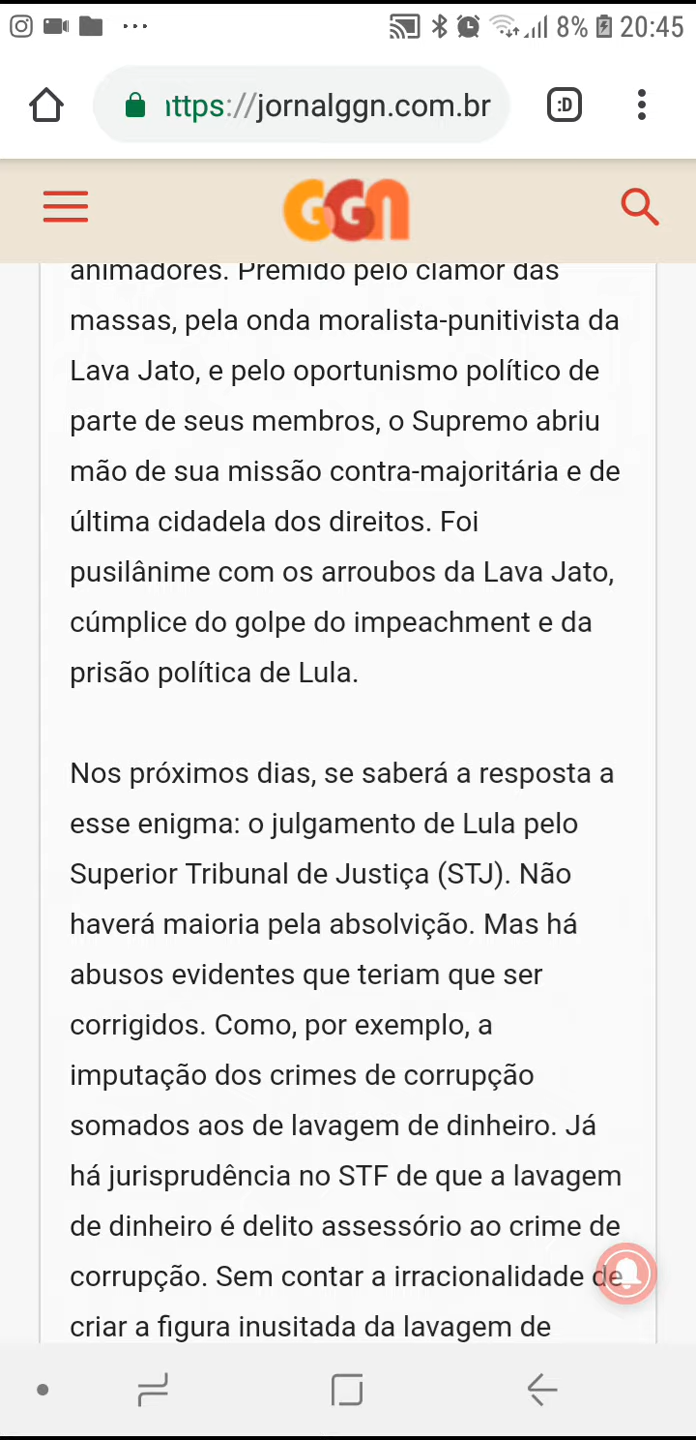 8% 20:45
ttps://jornalggn.com.br
:D
GGN
animadores. Premido pelo clamor das
massas, pela onda moralista-punitivista da
Lava Jato, e pelo oportunismo político de
parte de seus membros, o Supremo abriu
mão de sua missão contra-majoritária e de
última cidadela dos direitos. Foi
pusilânime com os arroubos da Lava Jato,
cúmplice do golpe do impeachment e da
prisão política de Lula.
Nos próximos dias, se saberá a resposta a
esse enigma: o julgamento de Lula pelo
Superior Tribunal de Justiça (STJ). Não
haverá maioria pela absolvição. Mas há
abusos evidentes que teriam que ser
corrigidos. Como, por exemplo, a
imputação dos crimes de corrupção
somados aos de lavagem de dinheiro. Já
há jurisprudência no STF de que a lavagem
de dinheiro é delito assessório ao crime de
corrupção. Sem contar a irracionalidade de
criar a figura inusitada da lavagem de